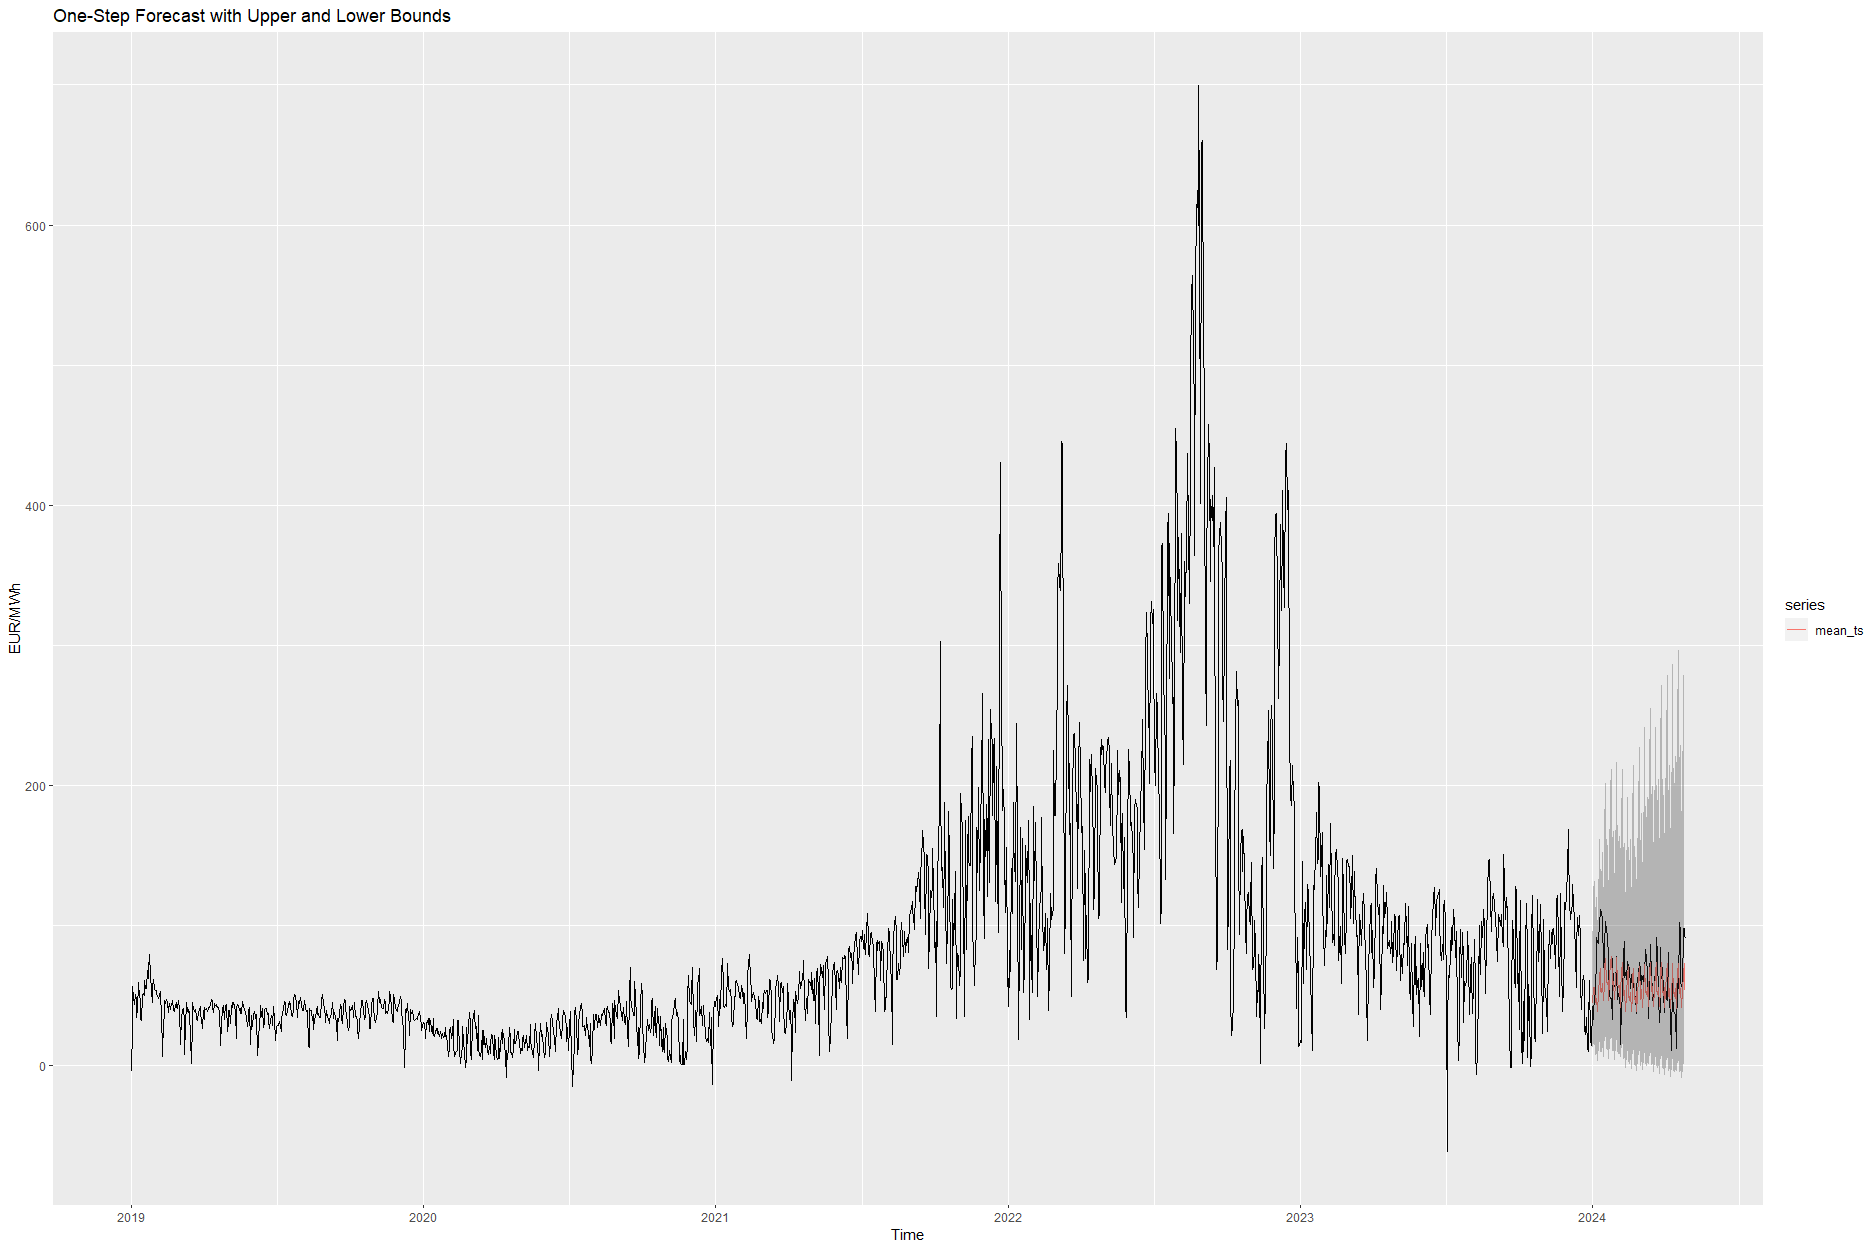 One-Step Forecast with Upper and Lower Bounds
EUR/MWh
600
400
200
0
2019
2020
2021
2022
2023
2024
Time
series
mean_ts